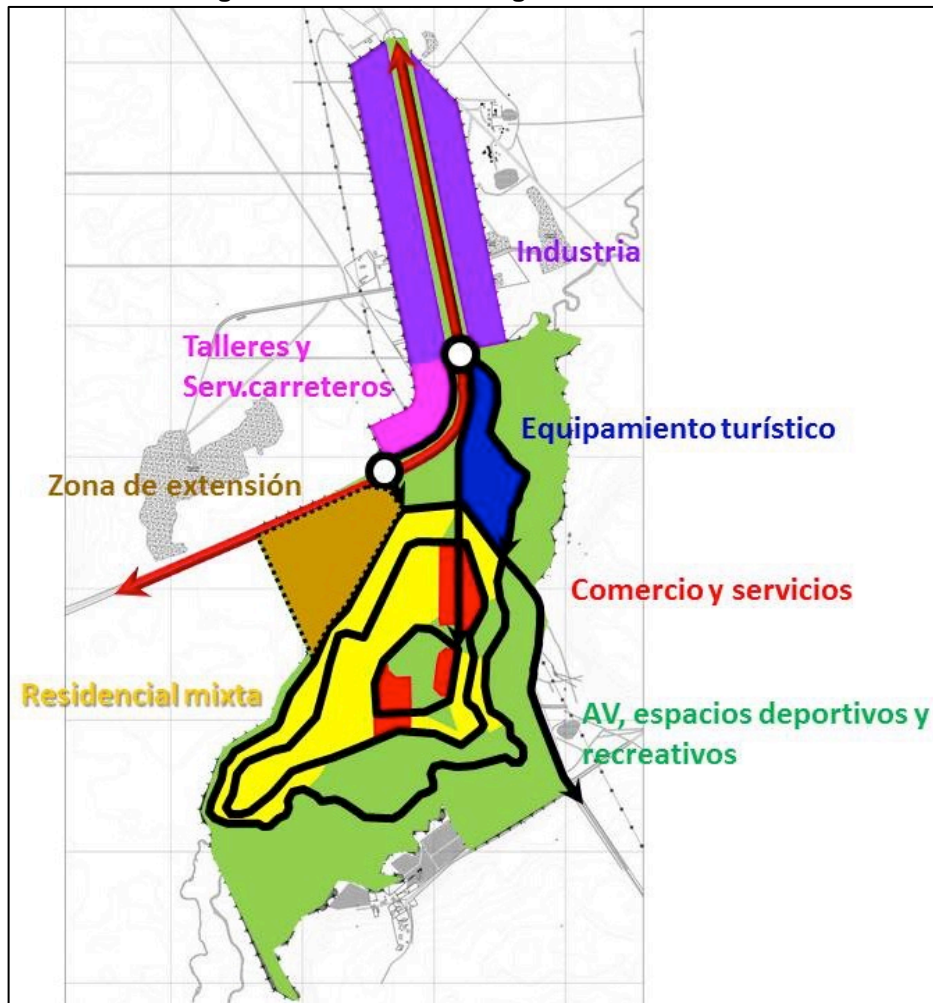 Industria
Talleres y
Serv.carreteros
Equipamiento turístico
Zona de extensión
Comercio y servicios
Residencial mixta
AV, espacios deportivos y
recreativos